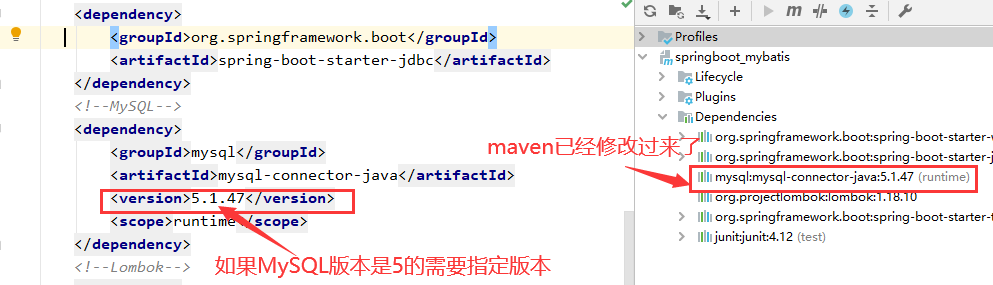 <dependency>
<groupId>org.springframework.boot</groupId>
<artifactId>spring-boot-starter-jdbc</artifactId>
</dependency>
<!--MySQL-->
<dependency>
<groupId>mysql</groupId>
<artifactId>mysql-connector-java</artifactId>
<version>5.1.47</version>
<scope>runtime</scope>
</dependency>
<!--Lombok-->
如果MySQL版本是5的需要指定版本
maven已经修改过来了
Profiles
springboot_mybatis
Lifecycle
Plugins
Dependencies
org.springframework.boot:spring-boot-starter-w
org.springframework.boot:spring-boot-starter-j
mysql:mysql-connector-java:5.1.47 (runtime)
org.projectlombok:lombok:1.18.10
org.springframework.boot:spring-boot-starter-t
junit:junit:4.12 (test)